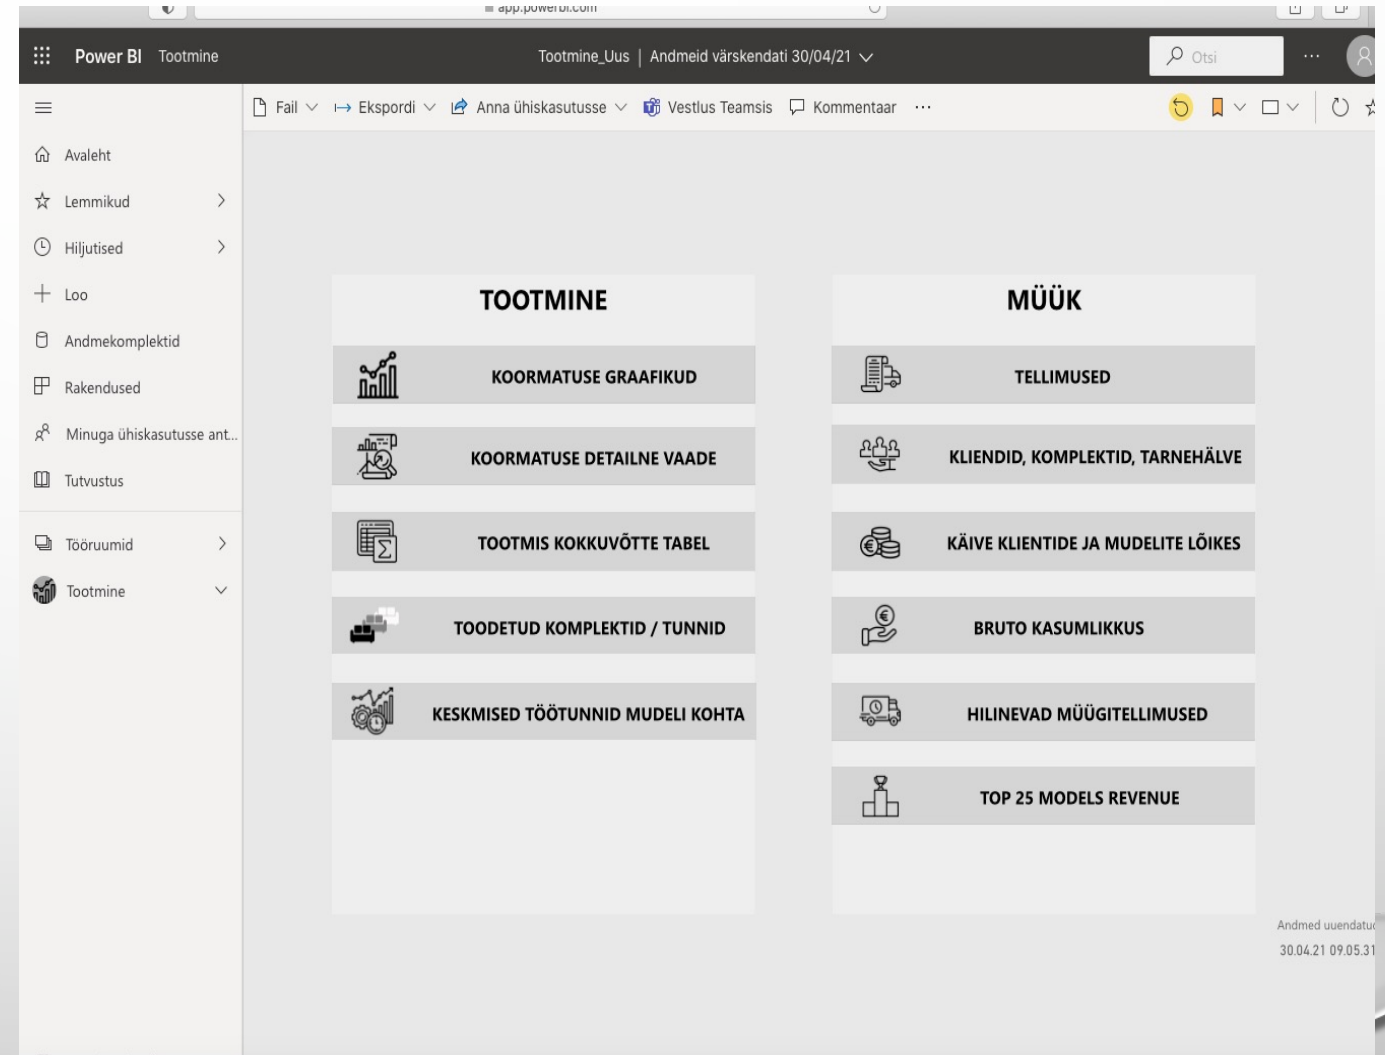 app.powerbi.com
Power BI Tootmine
Tootmine_Uus | Andmeid värskendati 30/04/21
Otsi
Fail Ekspordi Anna ühiskasutusse Vestlus Teamsis Kommentaar ...
Avaleht
Lemmikud
Hiljutised
Loo
Andmekomplektid
Rakendused
Minuga ühiskasutusse ant...
Tutvustus
Tööruumid
Tootmine
TOOTMINE
KOORMATUSE GRAAFIKUD
KOORMATUSE DETAILNE VAADE
TOOTMIS KOKKUVÕTTE TABEL
TOODETUD KOMPLEKTID / TUNNID
KESKMISED TÖÖTUNNID MUDELI KOHTA
MÜÜK
TELLIMUSED
KLIENDID, KOMPLEKTID, TARNEHÄLVE
KÄIVE KLIENTIDE JA MUDELITE LÕIKES
BRUTO KASUMLIKKUS
HILINEVAD MÜÜGITELLIMUSED
TOP 25 MODELS REVENUE
Andmed uuendatud
30.04.21 09.05.31